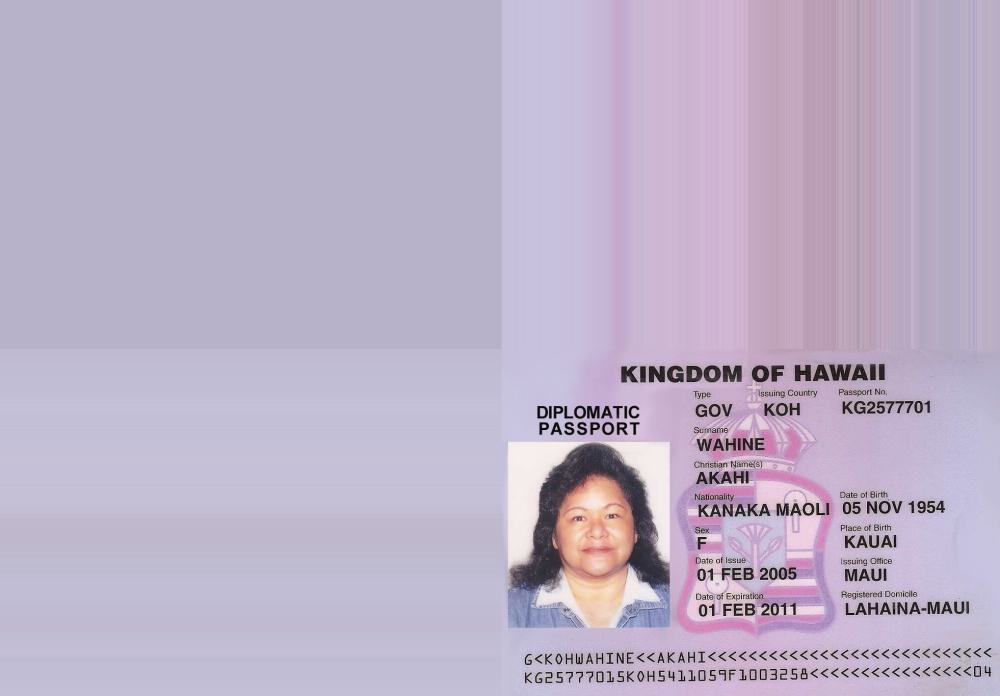 KINGDOM OF HAWAII
DIPLOMATIC
PASSPORT
Type Issuing Country Passport No.
GOV KOH KG2577701
Surname
WAHINE
Christian Name(s)
AKAHI
Nationality Date of Birth
KANAKA MAOLI 05 NOV 1954
Sex Place of Birth
F KAUAI
Date of Issue Issuing Office
01 FEB 2005 MAUI
Date of Expiration Registered Domicile
01 FEB 2011 LAHAINA-MAUI
G<KOHWAHINE<<AKAHI<<<<<<<<<<<<<<<<<<<<<<<<<<
KG25777015KOH5411059F1003258<<<<<<<<<<<<<<04